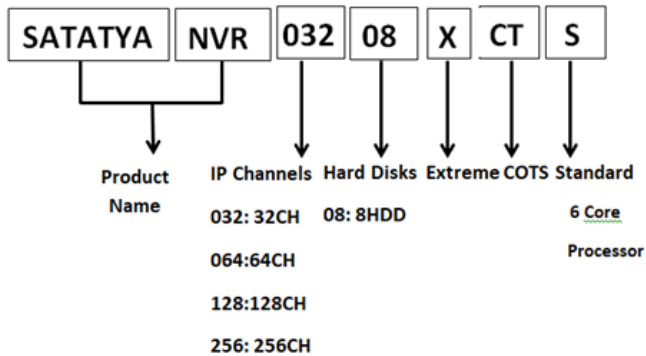 SATATYA NVR 032 08 X CT S
Product Name
IP Channels Hard Disks Extreme COTS Standard
032: 32CH 08: 8HDD 6 Core
064:64CH Processor
128:128CH
256: 256CH